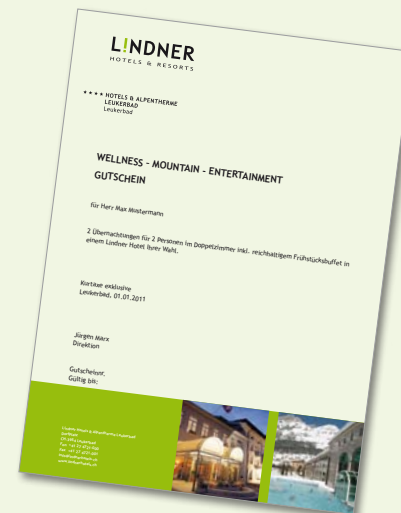 L!NDNER
HOTELS & RESORTS
★★★★ HOTELS & ALPENTHERME
LEUKERBAD
Leukerbad
WELLNESS - MOUNTAIN - ENTERTAINMENT
GUTSCHEIN
für Herr Max Mustermann
2 Übernachtungen für 2 Personen im Doppelzimmer inkl. reichhaltigem Frühstücksbuffet in
einem Lindner Hotel Ihrer Wahl.
Kurtaxe exklusive
Leukerbad, 01.01.2011
Jürgen Marx
Direktion
Gutscheinnr.
Gültig bis: